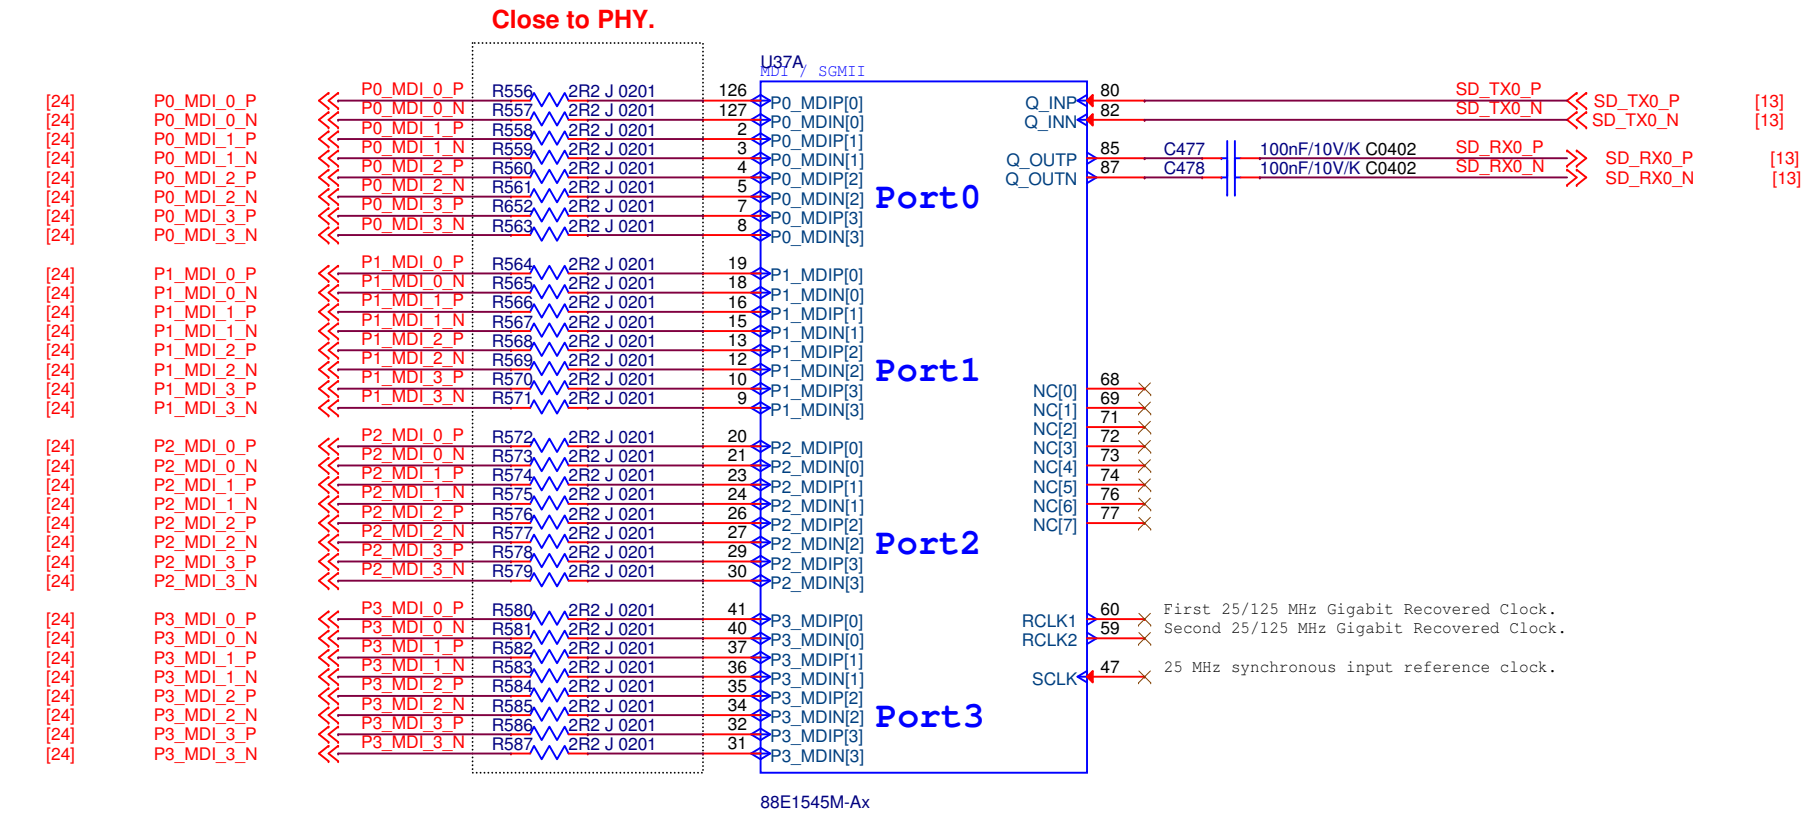 Close to PHY.
U37A
MDI / SGMII
[24] P0_MDI_0_P P0_MDI_0_P R556 2R2 J 0201 126 P0_MDIP[0] Q_INP 80 SD_TX0_P SD_TX0_P [13]
[24] P0_MDI_0_N P0_MDI_0_N R557 2R2 J 0201 127 P0_MDIN[0] Q_INN 82 SD_TX0_N SD_TX0_N [13]
[24] P0_MDI_1_P P0_MDI_1_P R558 2R2 J 0201 2 P0_MDIP[1]
[24] P0_MDI_1_N P0_MDI_1_N R559 2R2 J 0201 3 P0_MDIN[1] Q_OUTP 85 C477 100nF/10V/K C0402 SD_RX0_P SD_RX0_P [13]
[24] P0_MDI_2_P P0_MDI_2_P R560 2R2 J 0201 4 P0_MDIP[2] Q_OUTN 87 C478 100nF/10V/K C0402 SD_RX0_N SD_RX0_N [13]
[24] P0_MDI_2_N P0_MDI_2_N R561 2R2 J 0201 5 P0_MDIN[2] Port0
[24] P0_MDI_3_P P0_MDI_3_P R652 2R2 J 0201 7 P0_MDIP[3]
[24] P0_MDI_3_N P0_MDI_3_N R563 2R2 J 0201 8 P0_MDIN[3]
[24] P1_MDI_0_P P1_MDI_0_P R564 2R2 J 0201 19 P1_MDIP[0]
[24] P1_MDI_0_N P1_MDI_0_N R565 2R2 J 0201 18 P1_MDIN[0]
[24] P1_MDI_1_P P1_MDI_1_P R566 2R2 J 0201 16 P1_MDIP[1]
[24] P1_MDI_1_N P1_MDI_1_N R567 2R2 J 0201 15 P1_MDIN[1]
[24] P1_MDI_2_P P1_MDI_2_P R568 2R2 J 0201 13 P1_MDIP[2]
[24] P1_MDI_2_N P1_MDI_2_N R569 2R2 J 0201 12 P1_MDIN[2] Port1
[24] P1_MDI_3_P P1_MDI_3_P R570 2R2 J 0201 10 P1_MDIP[3] NC[0] 68
[24] P1_MDI_3_N P1_MDI_3_N R571 2R2 J 0201 9 P1_MDIN[3] NC[1] 69
NC[2] 71
[24] P2_MDI_0_P P2_MDI_0_P R572 2R2 J 0201 20 P2_MDIP[0] NC[3] 72
[24] P2_MDI_0_N P2_MDI_0_N R573 2R2 J 0201 21 P2_MDIN[0] NC[4] 73
[24] P2_MDI_1_P P2_MDI_1_P R574 2R2 J 0201 23 P2_MDIP[1] NC[5] 74
[24] P2_MDI_1_N P2_MDI_1_N R575 2R2 J 0201 24 P2_MDIN[1] NC[6] 76
[24] P2_MDI_2_P P2_MDI_2_P R576 2R2 J 0201 26 P2_MDIP[2] NC[7] 77
[24] P2_MDI_2_N P2_MDI_2_N R577 2R2 J 0201 27 P2_MDIN[2] Port2
[24] P2_MDI_3_P P2_MDI_3_P R578 2R2 J 0201 29 P2_MDIP[3]
[24] P2_MDI_3_N P2_MDI_3_N R579 2R2 J 0201 30 P2_MDIN[3]
[24] P3_MDI_0_P P3_MDI_0_P R580 2R2 J 0201 41 P3_MDIP[0] RCLK1 60 First 25/125 MHz Gigabit Recovered Clock.
[24] P3_MDI_0_N P3_MDI_0_N R581 2R2 J 0201 40 P3_MDIN[0] RCLK2 59 Second 25/125 MHz Gigabit Recovered Clock.
[24] P3_MDI_1_P P3_MDI_1_P R582 2R2 J 0201 37 P3_MDIP[1]
[24] P3_MDI_1_N P3_MDI_1_N R583 2R2 J 0201 36 P3_MDIN[1] SCLK 47 25 MHz synchronous input reference clock.
[24] P3_MDI_2_P P3_MDI_2_P R584 2R2 J 0201 35 P3_MDIP[2]
[24] P3_MDI_2_N P3_MDI_2_N R585 2R2 J 0201 34 P3_MDIN[2] Port3
[24] P3_MDI_3_P P3_MDI_3_P R586 2R2 J 0201 32 P3_MDIP[3]
[24] P3_MDI_3_N P3_MDI_3_N R587 2R2 J 0201 31 P3_MDIN[3]
88E1545M-Ax